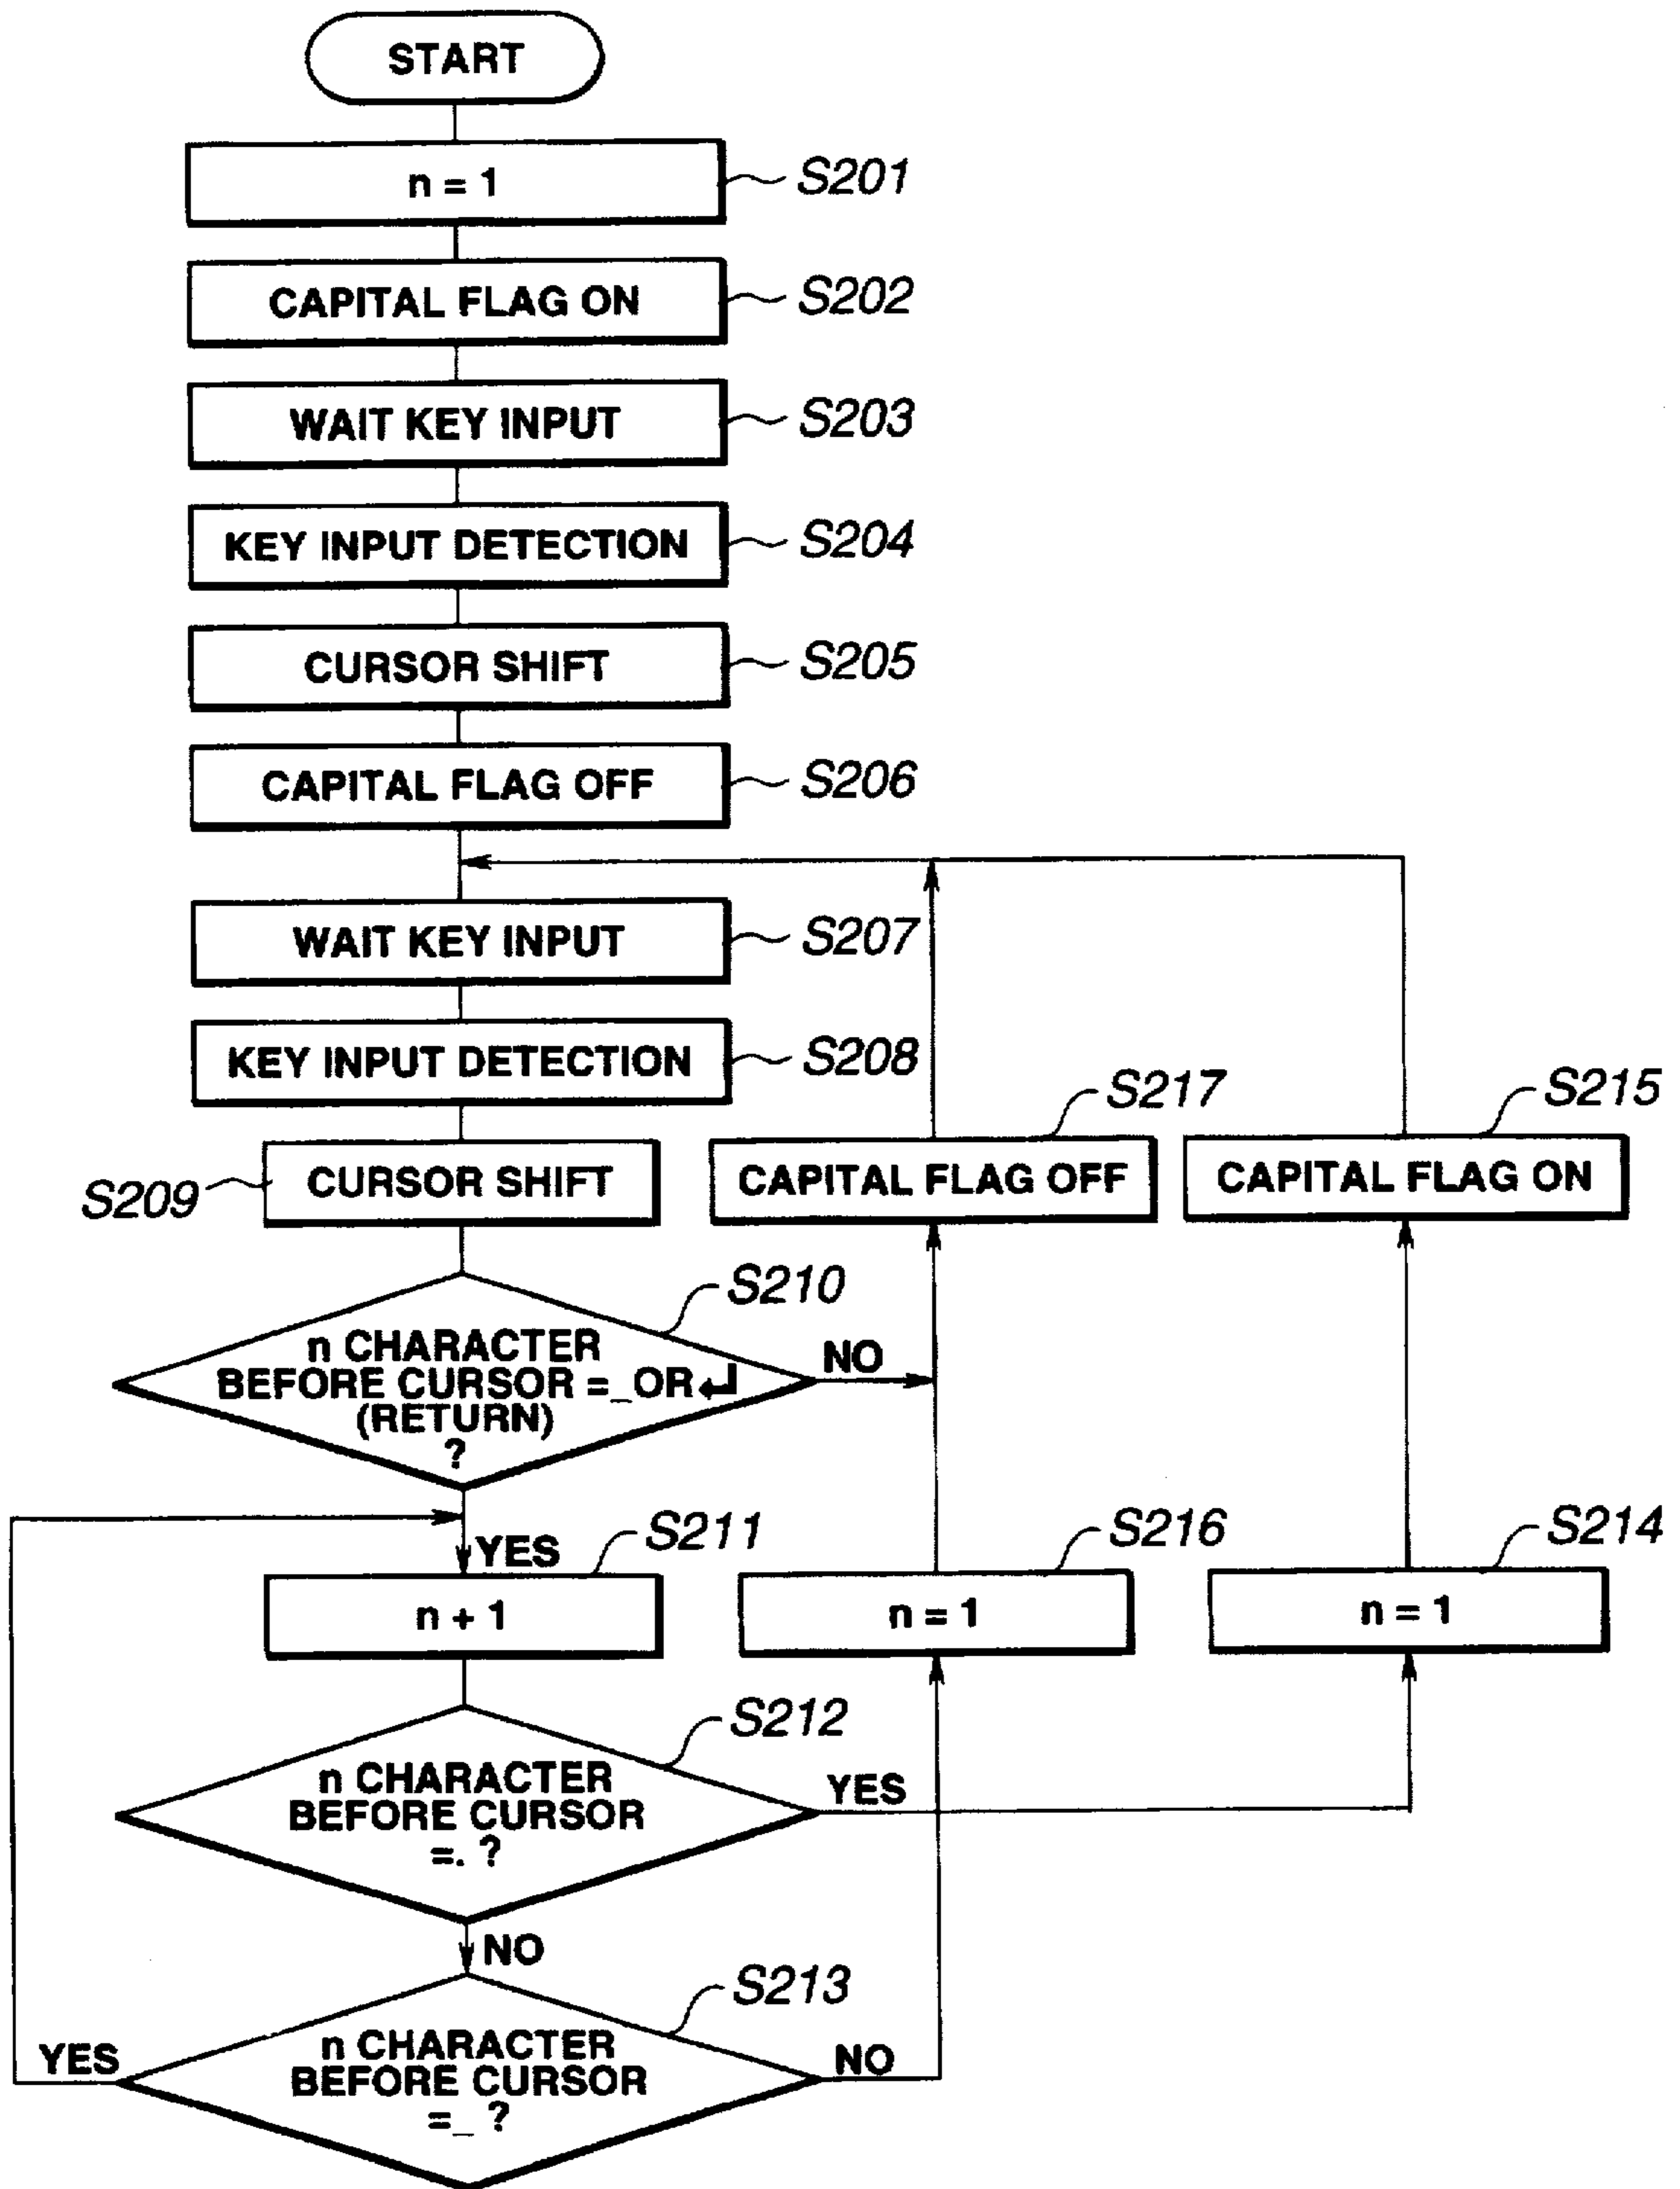 START
n = 1
S201
CAPITAL FLAG ON
S202
WAIT KEY INPUT
S203
KEY INPUT DETECTION
S204
CURSOR SHIFT
S205
CAPITAL FLAG OFF
S206
WAIT KEY INPUT
S207
KEY INPUT DETECTION
S208
S209
CURSOR SHIFT
S217
CAPITAL FLAG OFF
S215
CAPITAL FLAG ON
S210
n CHARACTER
BEFORE CURSOR =_OR↵
(RETURN)
?
NO
YES
S211
n + 1
S216
n = 1
S214
n = 1
S212
n CHARACTER
BEFORE CURSOR
=. ?
YES
NO
S213
n CHARACTER
BEFORE CURSOR
=_ ?
YES
NO